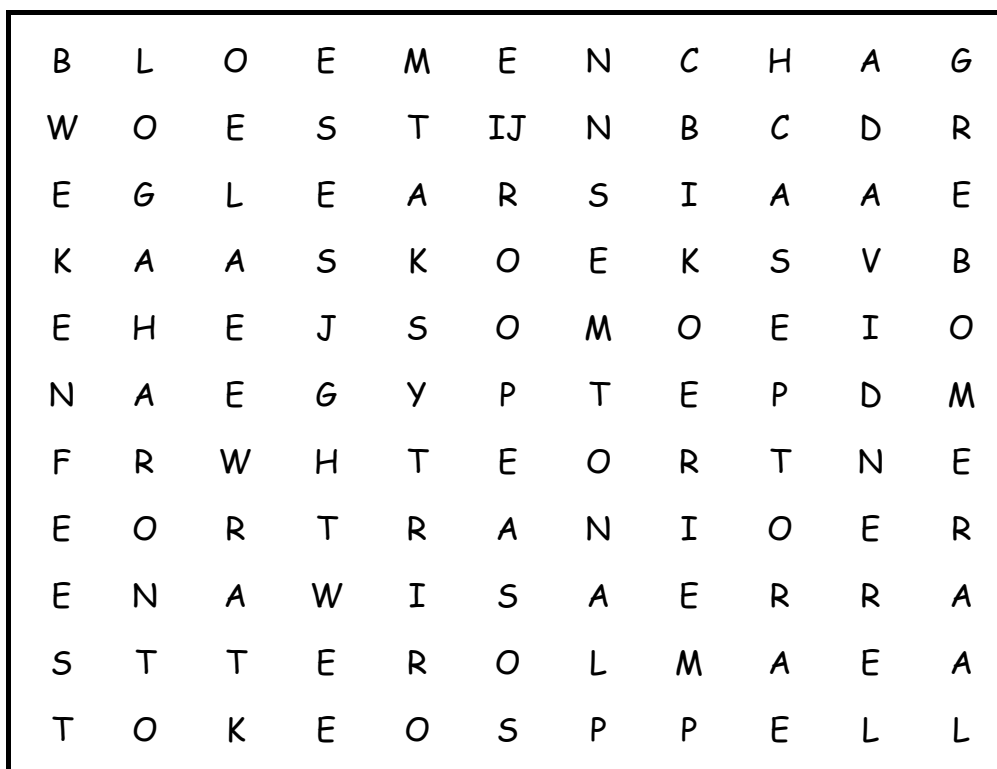 B L O E M E N C H A G
W O E S T IJ N B C D R
E G L E A R S I A A E
K A A S K O E K S V B
E H E J S O M O E I O
N A E G Y P T E P D M
F R W H T E O R T N E
E O R T R A N I O E R
E N A W I S A E R R A
S T T E R O L M A E A
T O K E O S P P E L L